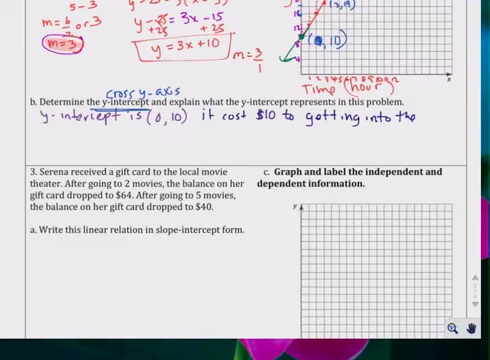 5 - 3
m = 6/2 or 3
m = 3
y - 25 = 3x - 15
+25 + 25
y = 3x + 10
m = 3/1
(0, 10)
Time (hour)
cross y-axis
b. Determine the y-intercept and explain what the y-intercept represents in this problem.
y-intercept is (0, 10) it cost $10 to getting into the
3. Serena received a gift card to the local movie
theater. After going to 2 movies, the balance on her
gift card dropped to $64. After going to 5 movies,
the balance on her gift card dropped to $40.
a. Write this linear relation in slope-intercept form.
c. Graph and label the independent and
dependent information.
y
x